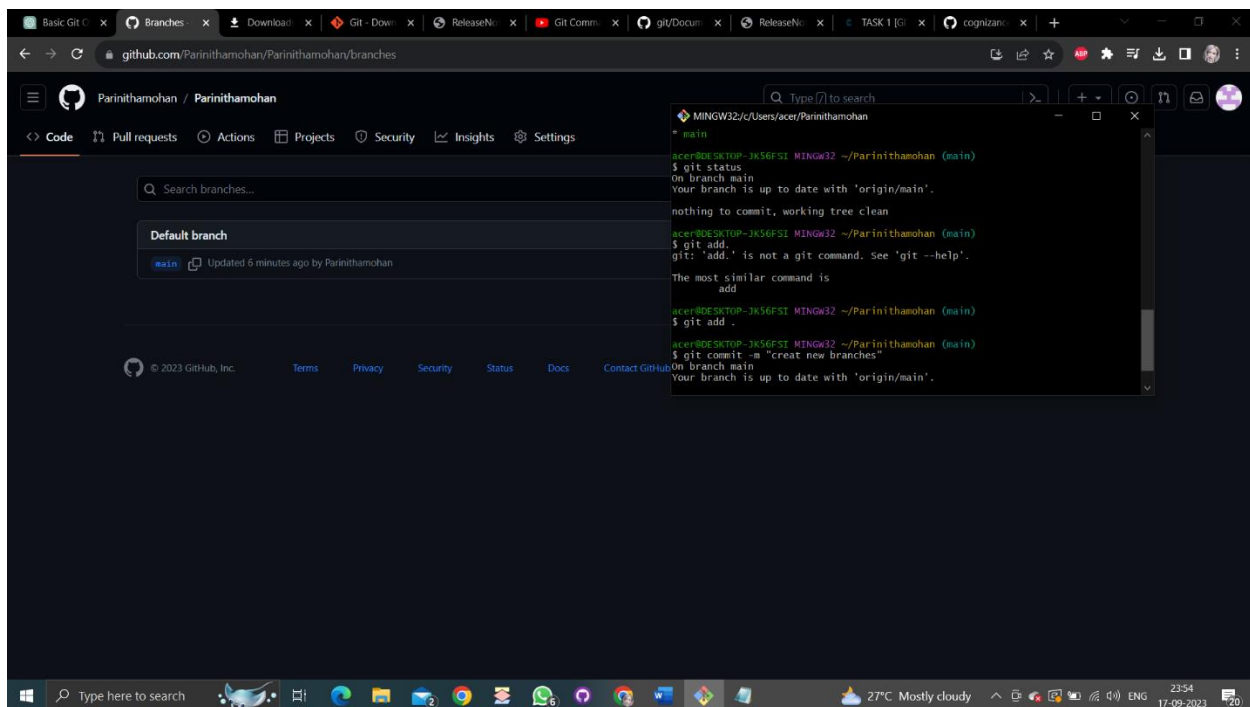 Basic Git C
Branches ·
Download
Git - Down
ReleaseNo
Git Comm
git/Docum
ReleaseNo
TASK 1 [GI
cognizanc
github.com/Parinithamohan/Parinithamohan/branches
ABP
Parinithamohan / Parinithamohan
Type / to search
Code
Pull requests
Actions
Projects
Security
Insights
Settings
Search branches...
Default branch
main Updated 6 minutes ago by Parinithamohan
© 2023 GitHub, Inc.
Terms
Privacy
Security
Status
Docs
Contact GitHub
MINGW32:/c/Users/acer/Parinithamohan
* main
acer@DESKTOP-JK56FSI MINGW32 ~/Parinithamohan (main)
$ git status
On branch main
Your branch is up to date with 'origin/main'.
nothing to commit, working tree clean
acer@DESKTOP-JK56FSI MINGW32 ~/Parinithamohan (main)
$ git add.
git: 'add.' is not a git command. See 'git --help'.
The most similar command is
add
acer@DESKTOP-JK56FSI MINGW32 ~/Parinithamohan (main)
$ git add .
acer@DESKTOP-JK56FSI MINGW32 ~/Parinithamohan (main)
$ git commit -m "creat new branches"
On branch main
Your branch is up to date with 'origin/main'.
Type here to search
2
6
27°C Mostly cloudy
ENG
23:54
17-09-2023
20